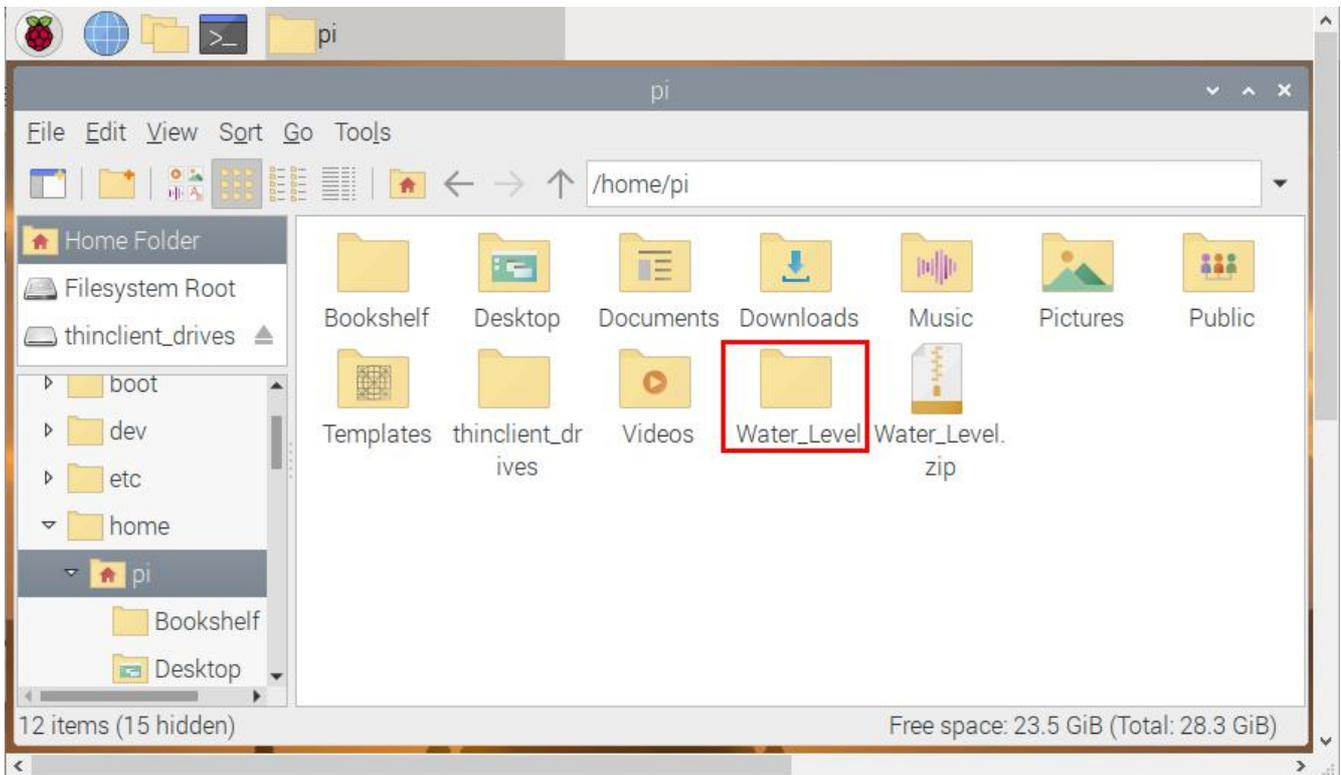 pi
pi
File Edit View Sort Go Tools
/home/pi
Home Folder
Filesystem Root
thinclient_drives
boot
dev
etc
home
pi
Bookshelf
Desktop
Bookshelf Desktop Documents Downloads Music Pictures Public
Templates thinclient_dr Videos Water_Level Water_Level.
ives zip
12 items (15 hidden) Free space: 23.5 GiB (Total: 28.3 GiB)